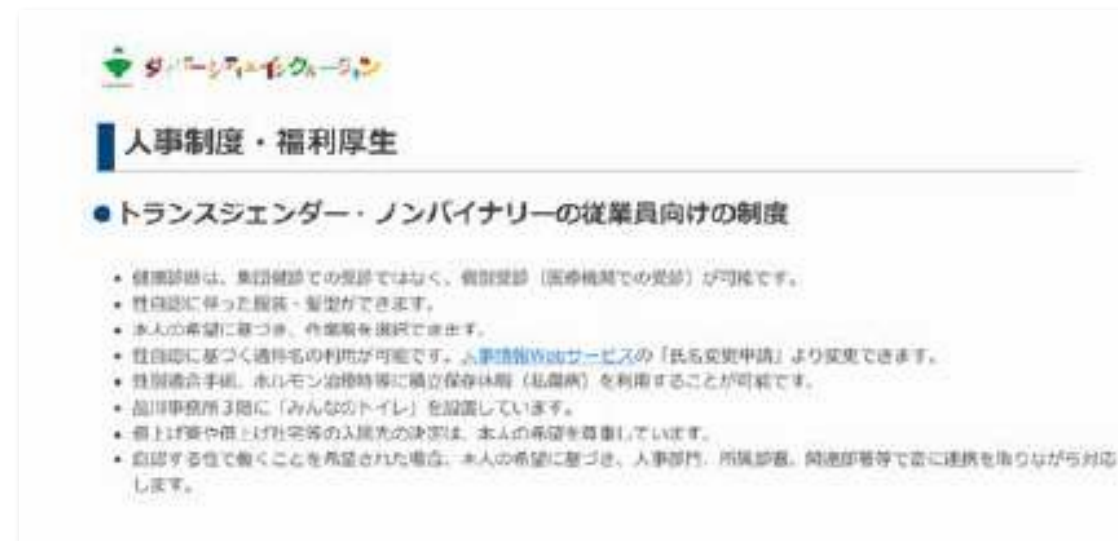 ダイバーシティ＆インクルージョン
人事制度・福利厚生
トランスジェンダー・ノンバイナリーの従業員向けの制度
健康診断は、集団健診での受診ではなく、個別受診（医療機関での受診）が可能です。
性自認に伴った服装・髪型ができます。
本人の希望に基づき、作業服を選択できます。
性自認に基づく通称名の利用が可能です。人事情報Webサービスの「氏名変更申請」より変更できます。
性別適合手術、ホルモン治療時等に積立保存休暇（私傷病）を利用することが可能です。
品川事務所3階に「みんなのトイレ」を設置しています。
借上げ寮や借上げ社宅等の入居先の決定は、本人の希望を尊重しています。
自認する性で働くことを希望された場合、本人の希望に基づき、人事部門、所属部署、関連部署等で密に連携を取りながら対応
します。